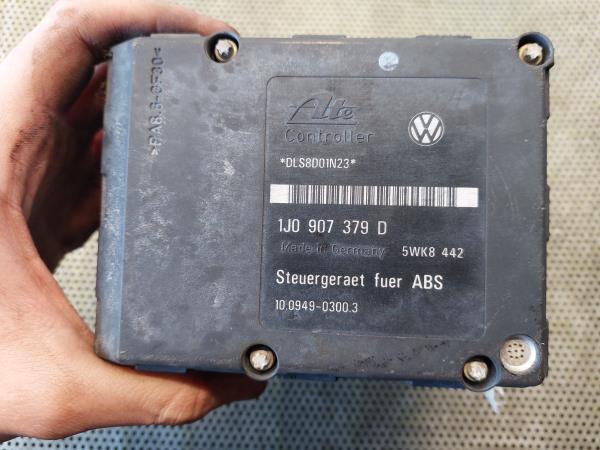 >PA6.6-GF30<
Ate
Controller
*DLS8D01N23*
1J0 907 379 D
Made in Germany 5WK8 442
Steuergeraet fuer ABS
10.0949-0300.3